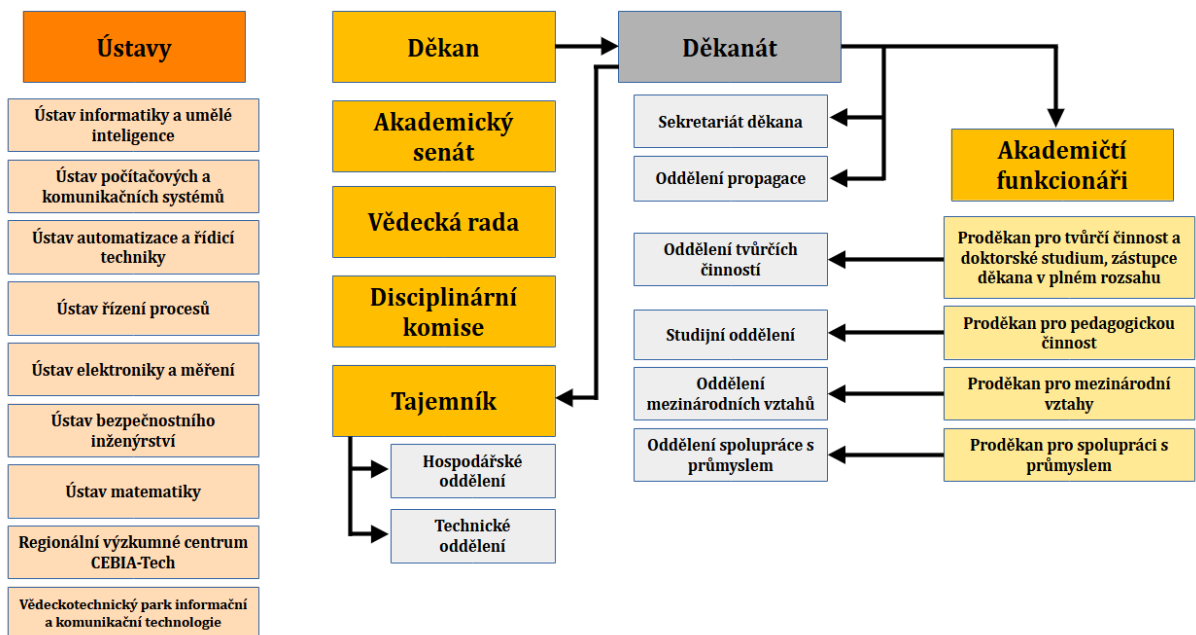 Ústavy
Ústav informatiky a umělé
inteligence
Ústav počítačových a
komunikačních systémů
Ústav automatizace a řídicí
techniky
Ústav řízení procesů
Ústav elektroniky a měření
Ústav bezpečnostního
inženýrství
Ústav matematiky
Regionální výzkumné centrum
CEBIA-Tech
Vědeckotechnický park informační
a komunikační technologie
Děkan
Akademický
senát
Vědecká rada
Disciplinární
komise
Tajemník
Hospodářské
oddělení
Technické
oddělení
Děkanát
Sekretariát děkana
Oddělení propagace
Oddělení tvůrčích
činností
Studijní oddělení
Oddělení
mezinárodních vztahů
Oddělení spolupráce s
průmyslem
Akademičtí
funkcionáři
Proděkan pro tvůrčí činnost a
doktorské studium, zástupce
děkana v plném rozsahu
Proděkan pro pedagogickou
činnost
Proděkan pro mezinárodní
vztahy
Proděkan pro spolupráci s
průmyslem